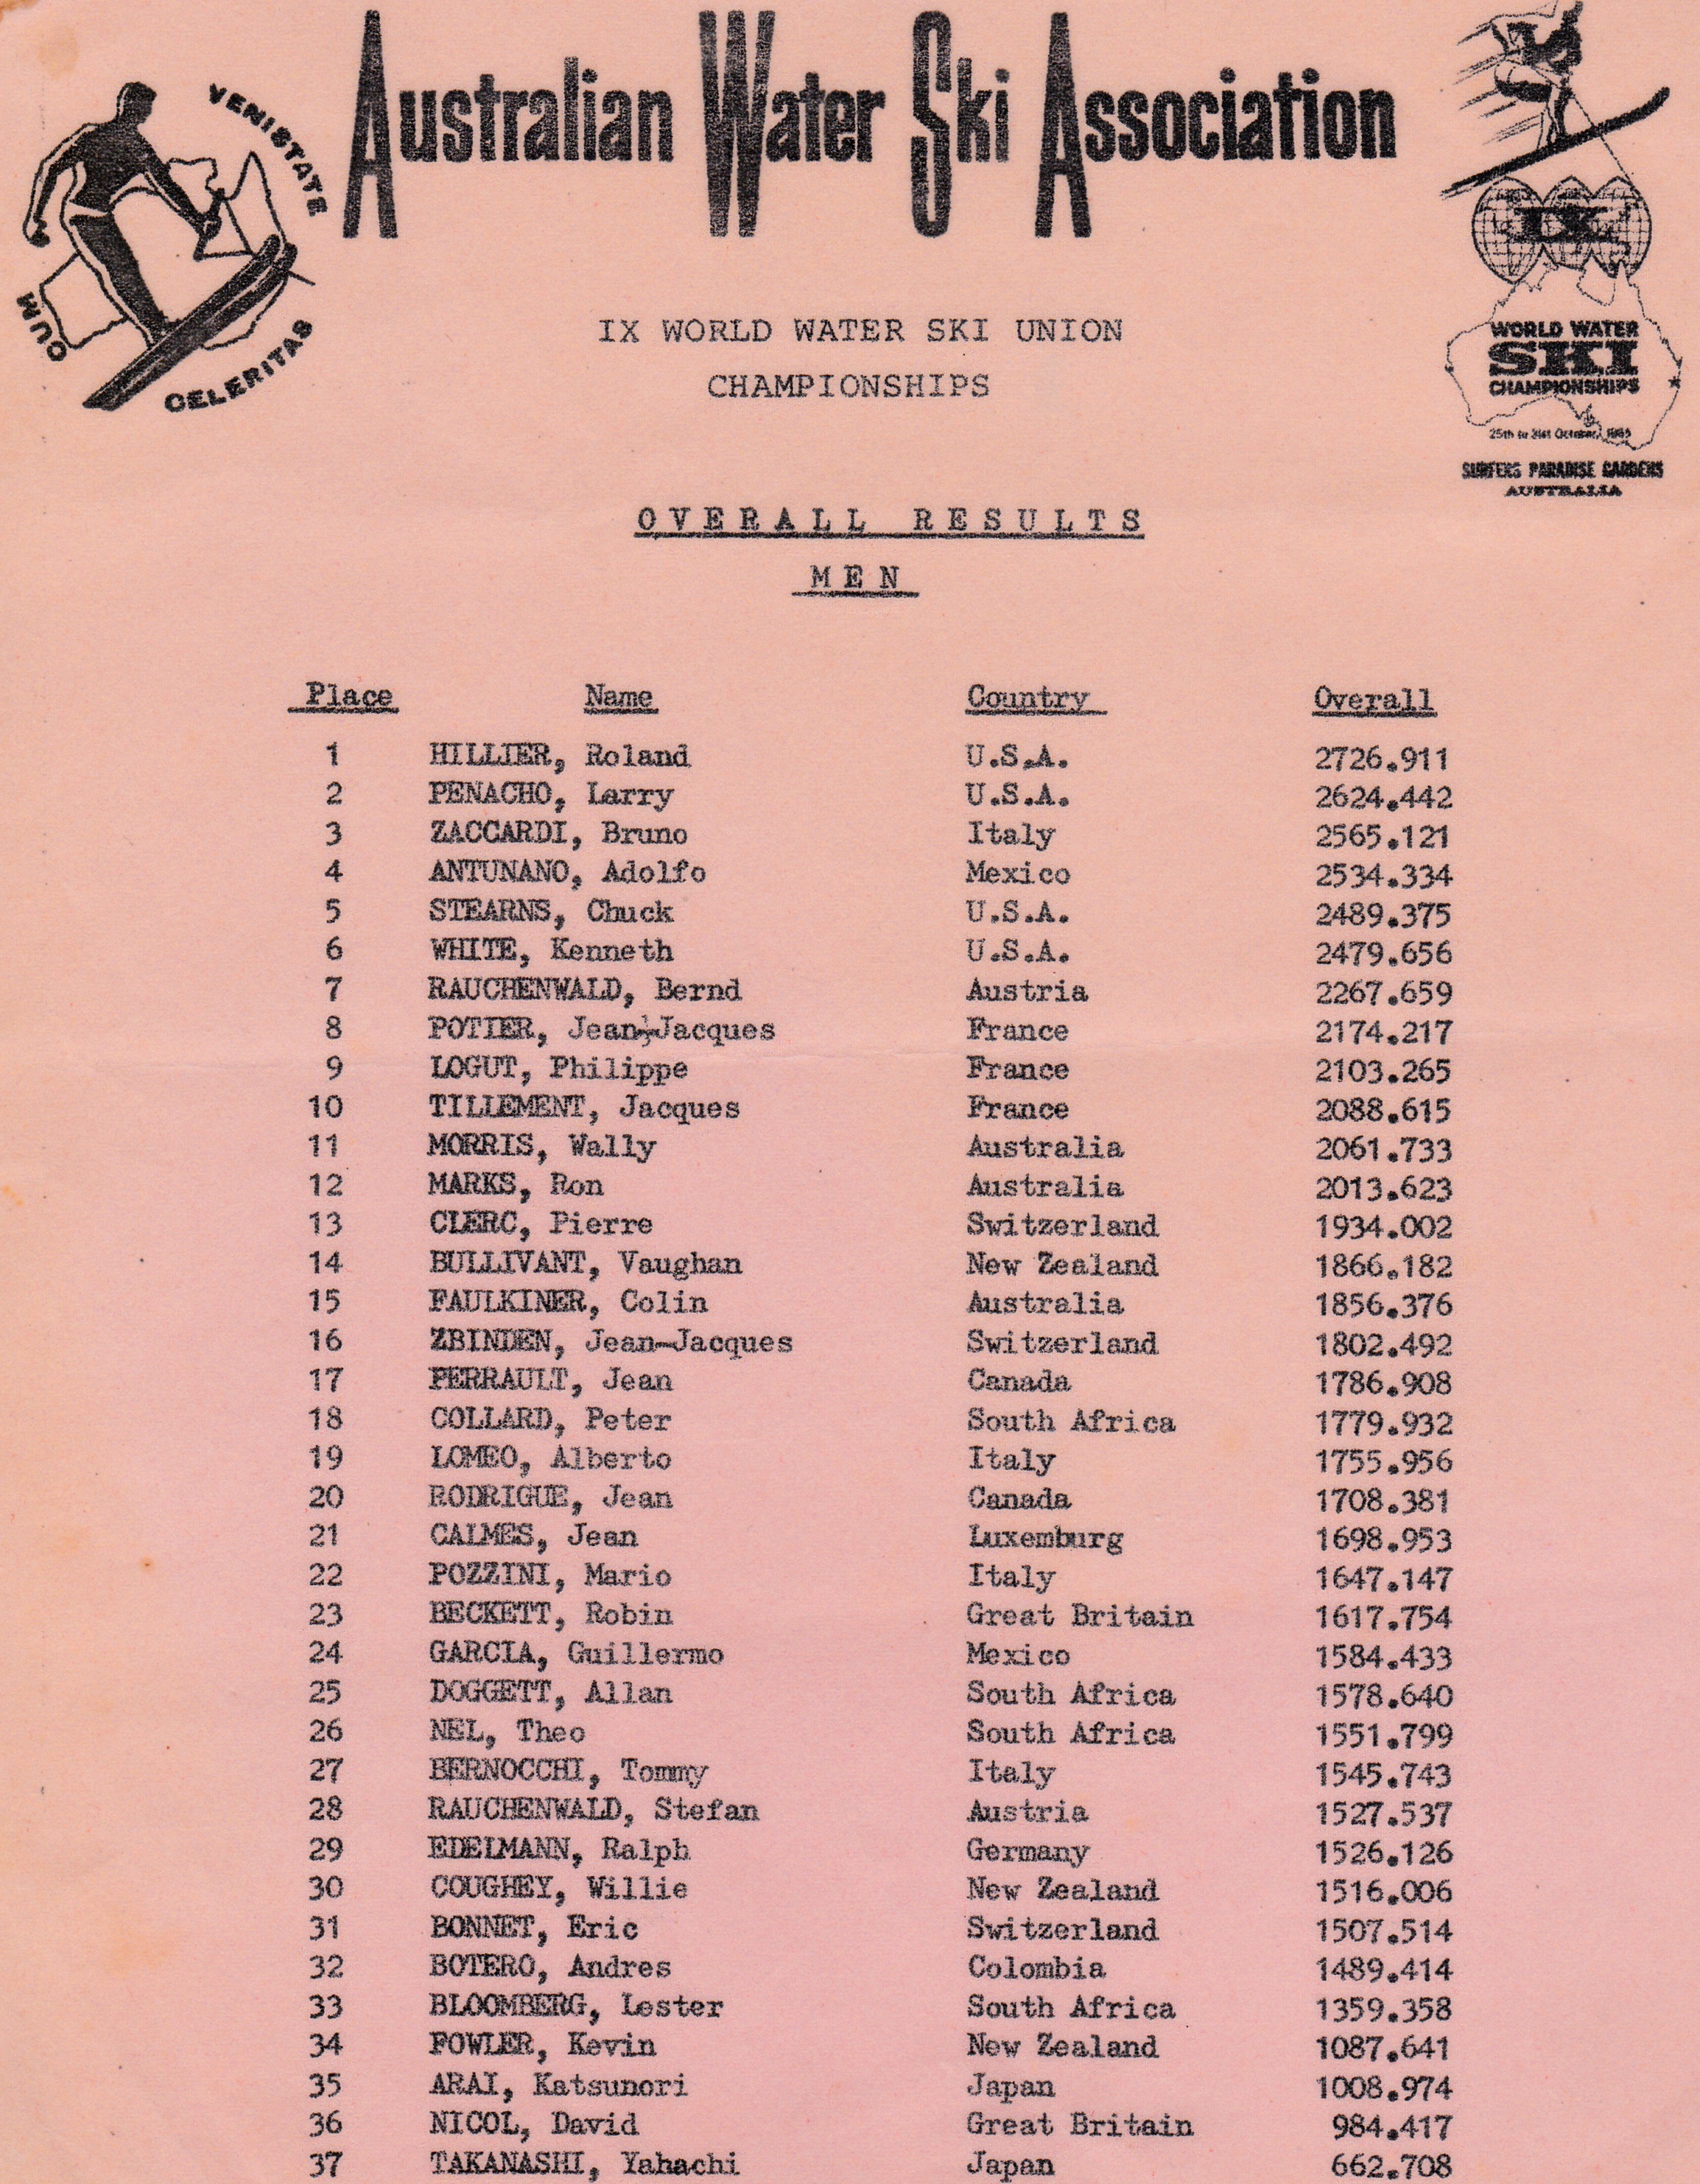 Australian Water Ski Association
VENISTATE
CUM
CELERITAS
IX
WORLD WATER
SKI
CHAMPIONSHIPS
25th to 31st October, 1965
SURFERS PARADISE GARDENS
AUSTRALIA
IX WORLD WATER SKI UNION
CHAMPIONSHIPS
OVERALL RESULTS
MEN
Place Name Country Overall
1 HILLIER, Roland U.S.A. 2726.911
2 PENACHO, Larry U.S.A. 2624.442
3 ZACCARDI, Bruno Italy 2565.121
4 ANTUNANO, Adolfo Mexico 2534.334
5 STEARNS, Chuck U.S.A. 2489.375
6 WHITE, Kenneth U.S.A. 2479.656
7 RAUCHENWALD, Bernd Austria 2267.659
8 POTIER, Jean-Jacques France 2174.217
9 LOGUT, Philippe France 2103.265
10 TILLEMENT, Jacques France 2088.615
11 MORRIS, Wally Australia 2061.733
12 MARKS, Ron Australia 2013.623
13 CLERC, Pierre Switzerland 1934.002
14 BULLIVANT, Vaughan New Zealand 1866.182
15 FAULKINER, Colin Australia 1856.376
16 ZBINDEN, Jean-Jacques Switzerland 1802.492
17 PERRAULT, Jean Canada 1786.908
18 COLLARD, Peter South Africa 1779.932
19 LOMEO, Alberto Italy 1755.956
20 RODRIGUE, Jean Canada 1708.381
21 CALMES, Jean Luxemburg 1698.953
22 POZZINI, Mario Italy 1647.147
23 BECKETT, Robin Great Britain 1617.754
24 GARCIA, Guillermo Mexico 1584.433
25 DOGGETT, Allan South Africa 1578.640
26 NEL, Theo South Africa 1551.799
27 BERNOCCHI, Tommy Italy 1545.743
28 RAUCHENWALD, Stefan Austria 1527.537
29 EDELMANN, Ralph Germany 1526.126
30 COUGHEY, Willie New Zealand 1516.006
31 BONNET, Eric Switzerland 1507.514
32 BOTERO, Andres Colombia 1489.414
33 BLOOMBERG, Lester South Africa 1359.358
34 FOWLER, Kevin New Zealand 1087.641
35 ARAI, Katsunori Japan 1008.974
36 NICOL, David Great Britain 984.417
37 TAKANASHI, Yahachi Japan 662.708